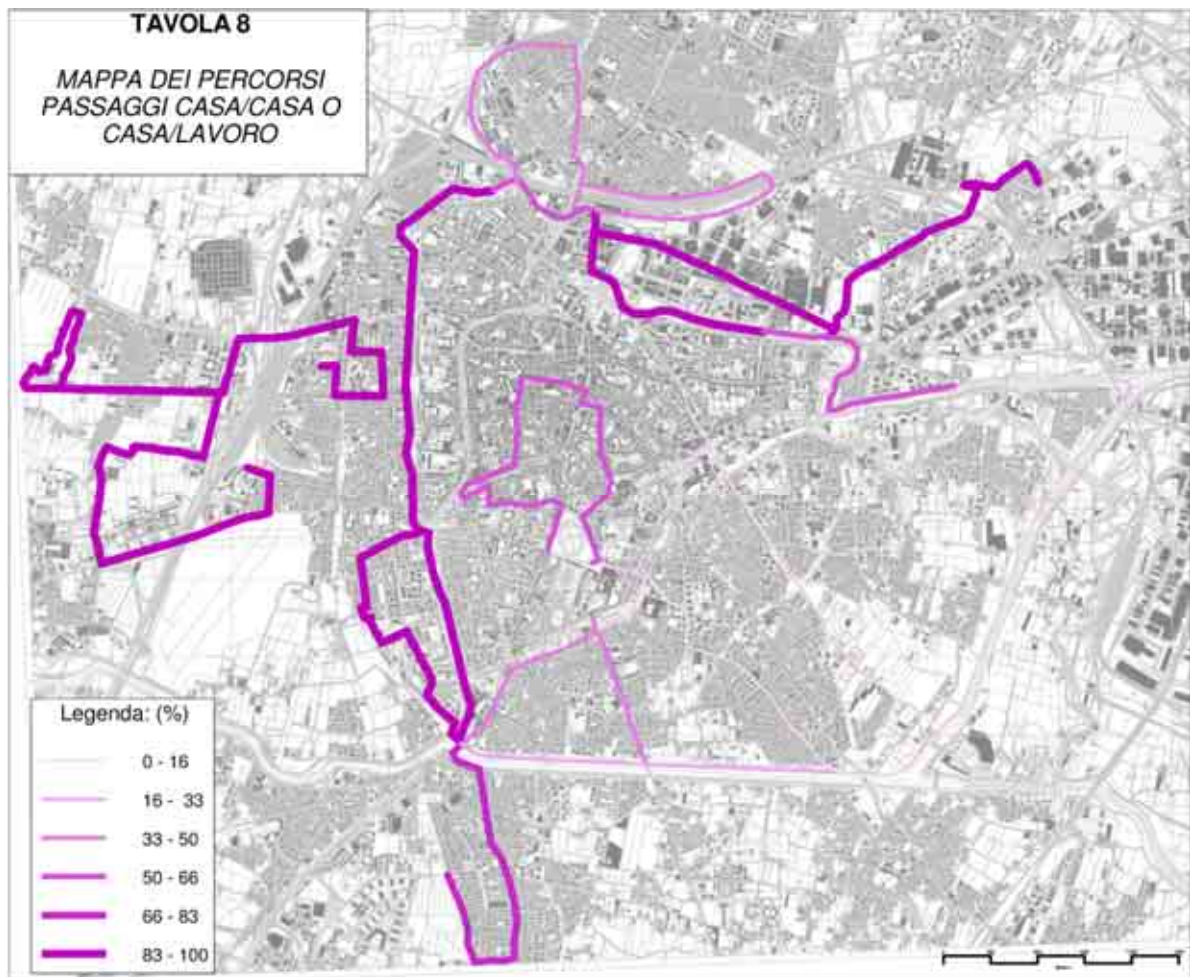 TAVOLA 8
MAPPA DEI PERCORSI
PASSAGGI CASA/CASA O
CASA/LAVORO
Legenda: (%)
0 - 16
16 - 33
33 - 50
50 - 66
66 - 83
83 - 100